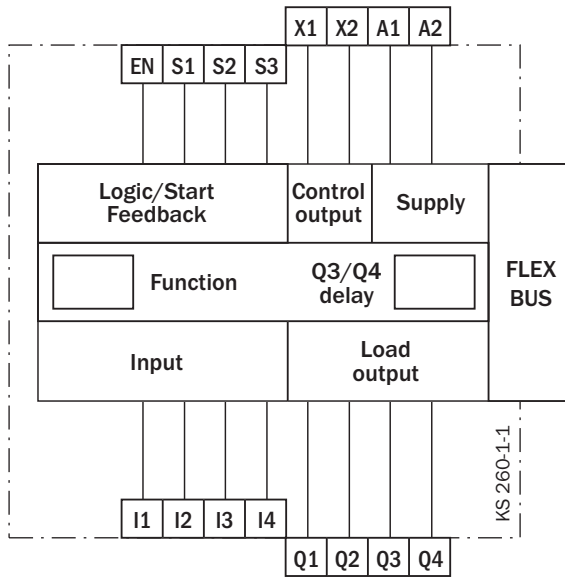 X1 X2 A1 A2
EN S1 S2 S3
Logic/Start
Feedback
Control
output
Supply
FLEX
BUS
Function
Q3/Q4
delay
Input
Load
output
KS 260-1-1
I1 I2 I3 I4
Q1 Q2 Q3 Q4